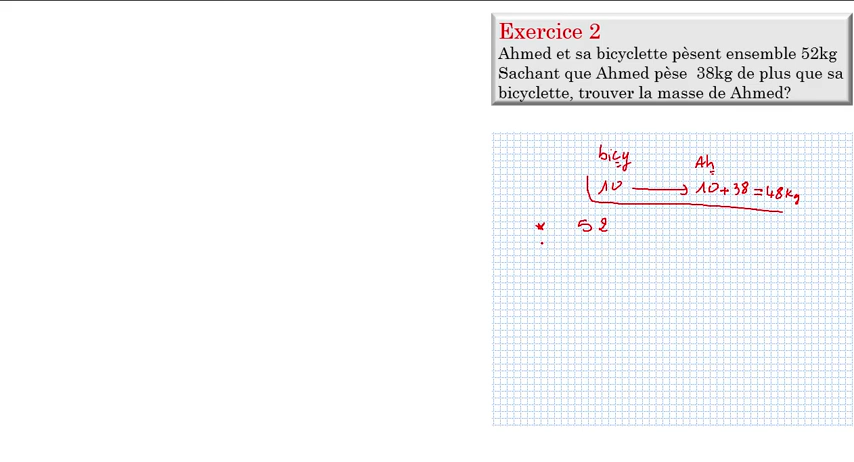 Exercice 2
Ahmed et sa bicyclette pèsent ensemble 52kg
Sachant que Ahmed pèse 38kg de plus que sa
bicyclette, trouver la masse de Ahmed?
bicy Ah
10 → 10+38=48kg
* 52